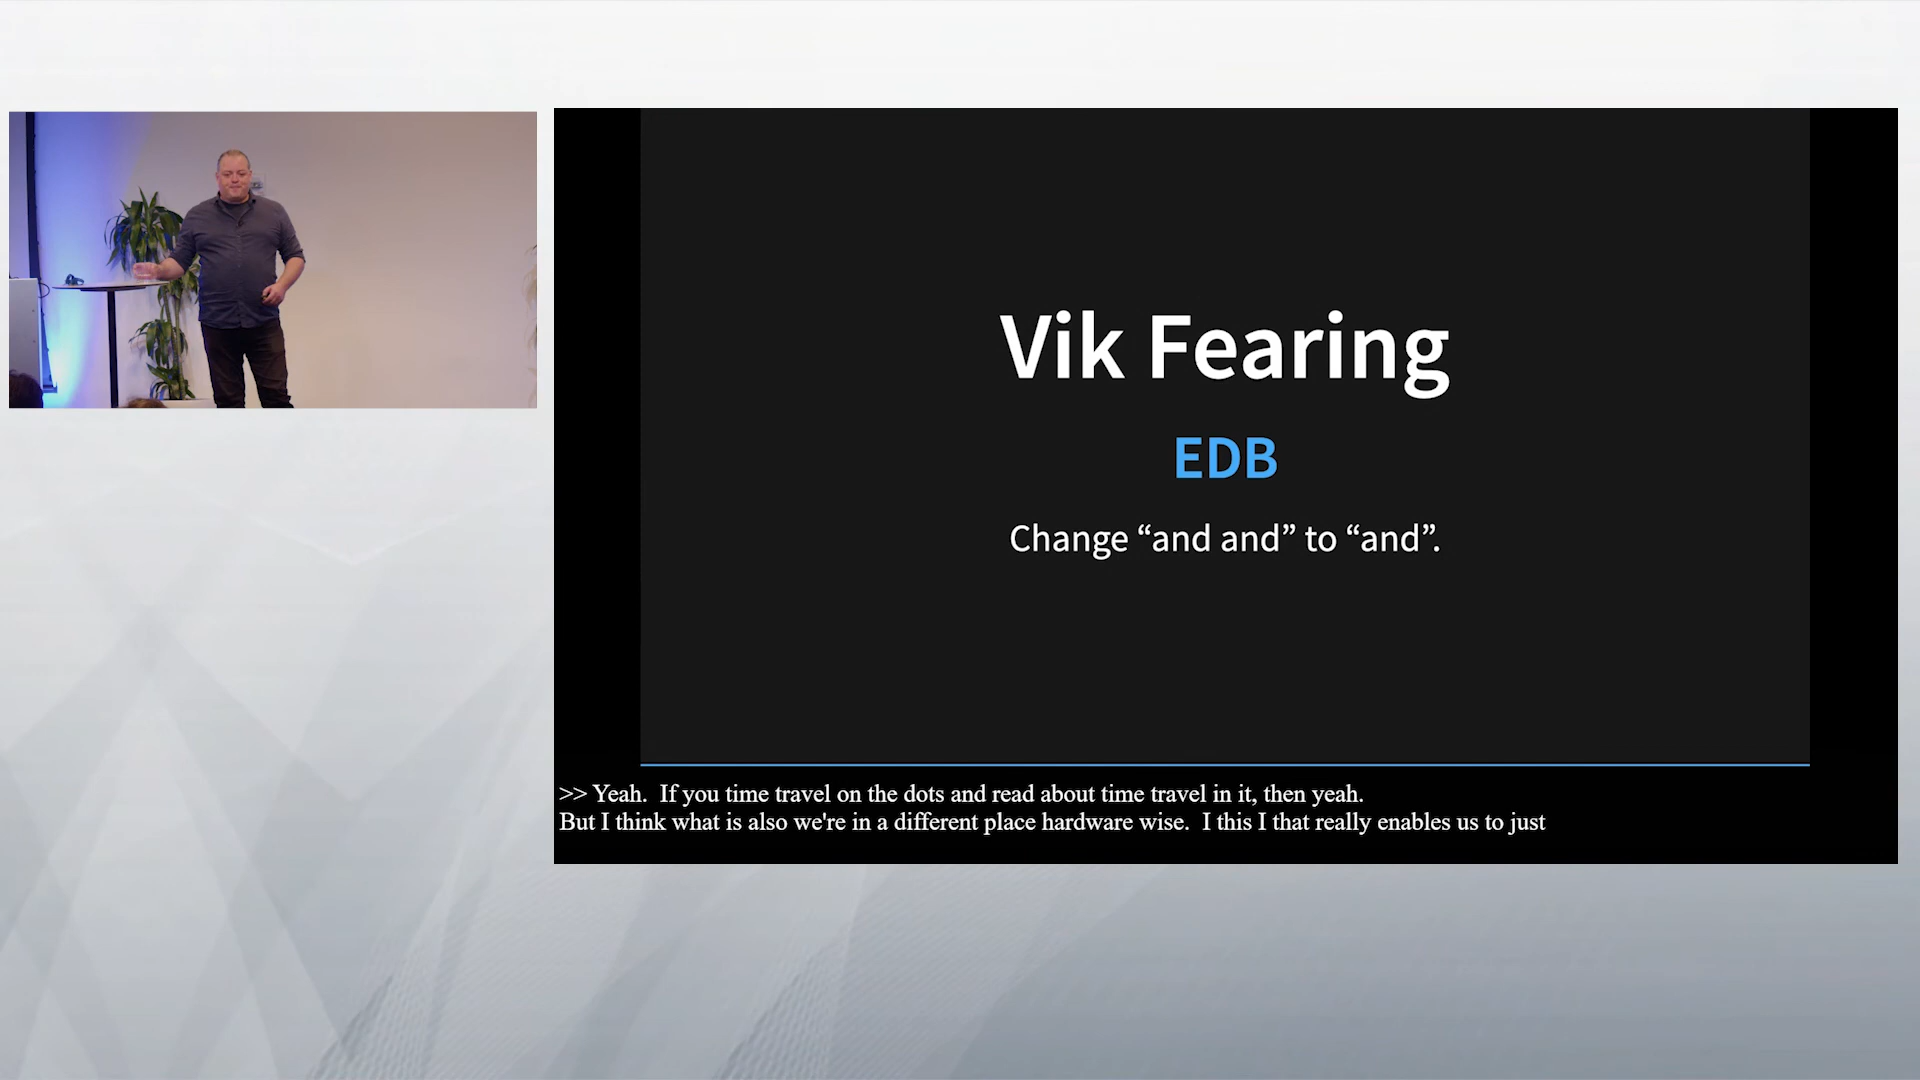 Vik Fearing
EDB
Change “and and” to “and”.
>> Yeah.  If you time travel on the dots and read about time travel in it, then yeah.
But I think what is also we're in a different place hardware wise.  I this I that really enables us to just